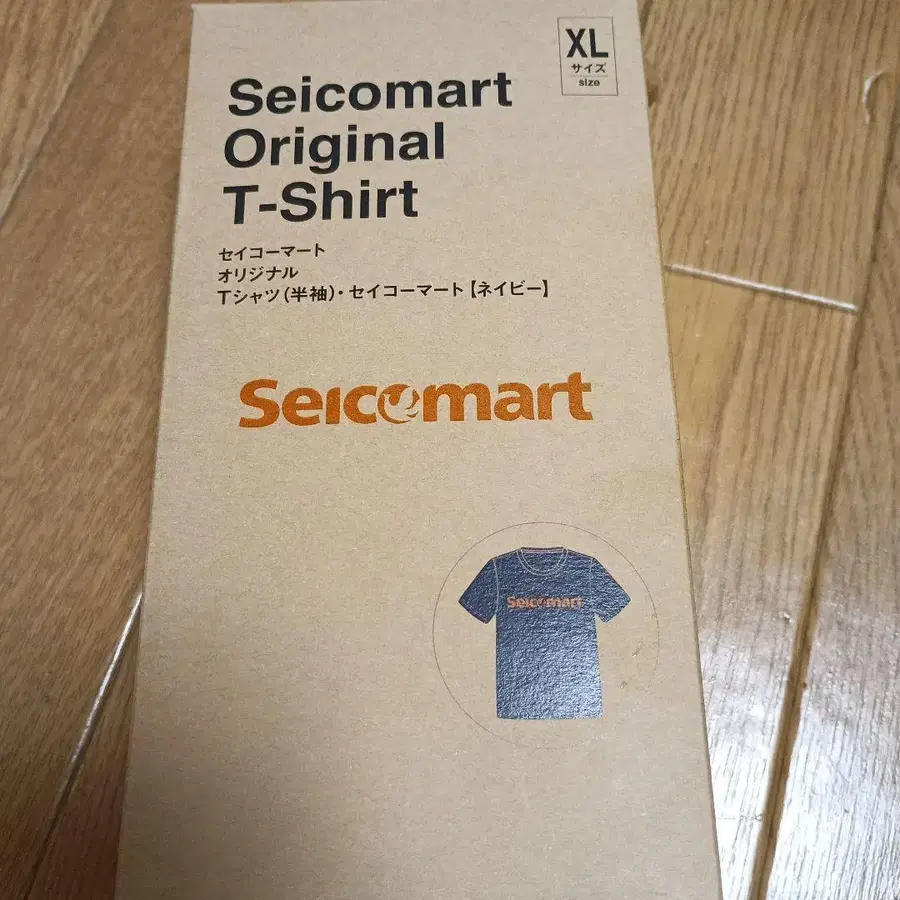 XL
サイズ
size
Seicomart
Original
T-Shirt
セイコーマート
オリジナル
Tシャツ(半袖)・セイコーマート【ネイビー】
Seicomart
Seicomart